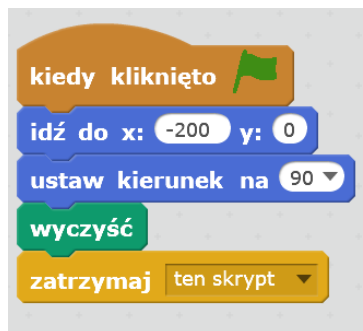 kiedy kliknięto
idź do x: -200 y: 0
ustaw kierunek na 90
wyczyść
zatrzymaj ten skrypt